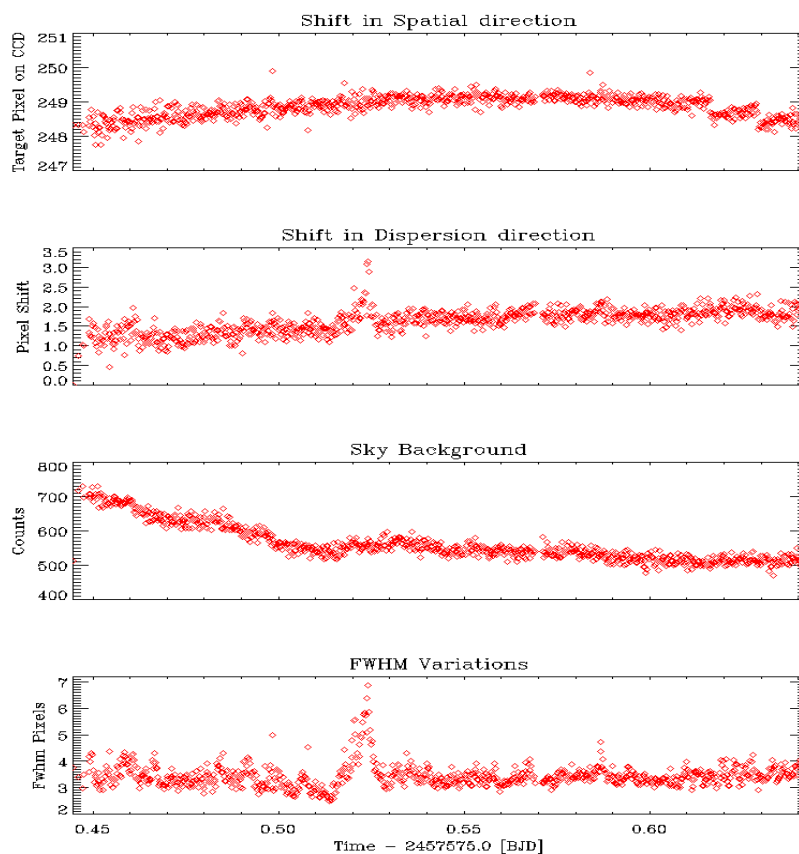 Shift in Spatial direction
Target Pixel on CCD
251
250
249
248
247
Shift in Dispersion direction
Pixel Shift
3.5
3.0
2.5
2.0
1.5
1.0
0.5
0.0
Sky Background
Counts
800
700
600
500
400
FWHM Variations
Fwhm Pixels
7
6
5
4
3
2
0.45 0.50 0.55 0.60
Time - 2457575.0 [BJD]